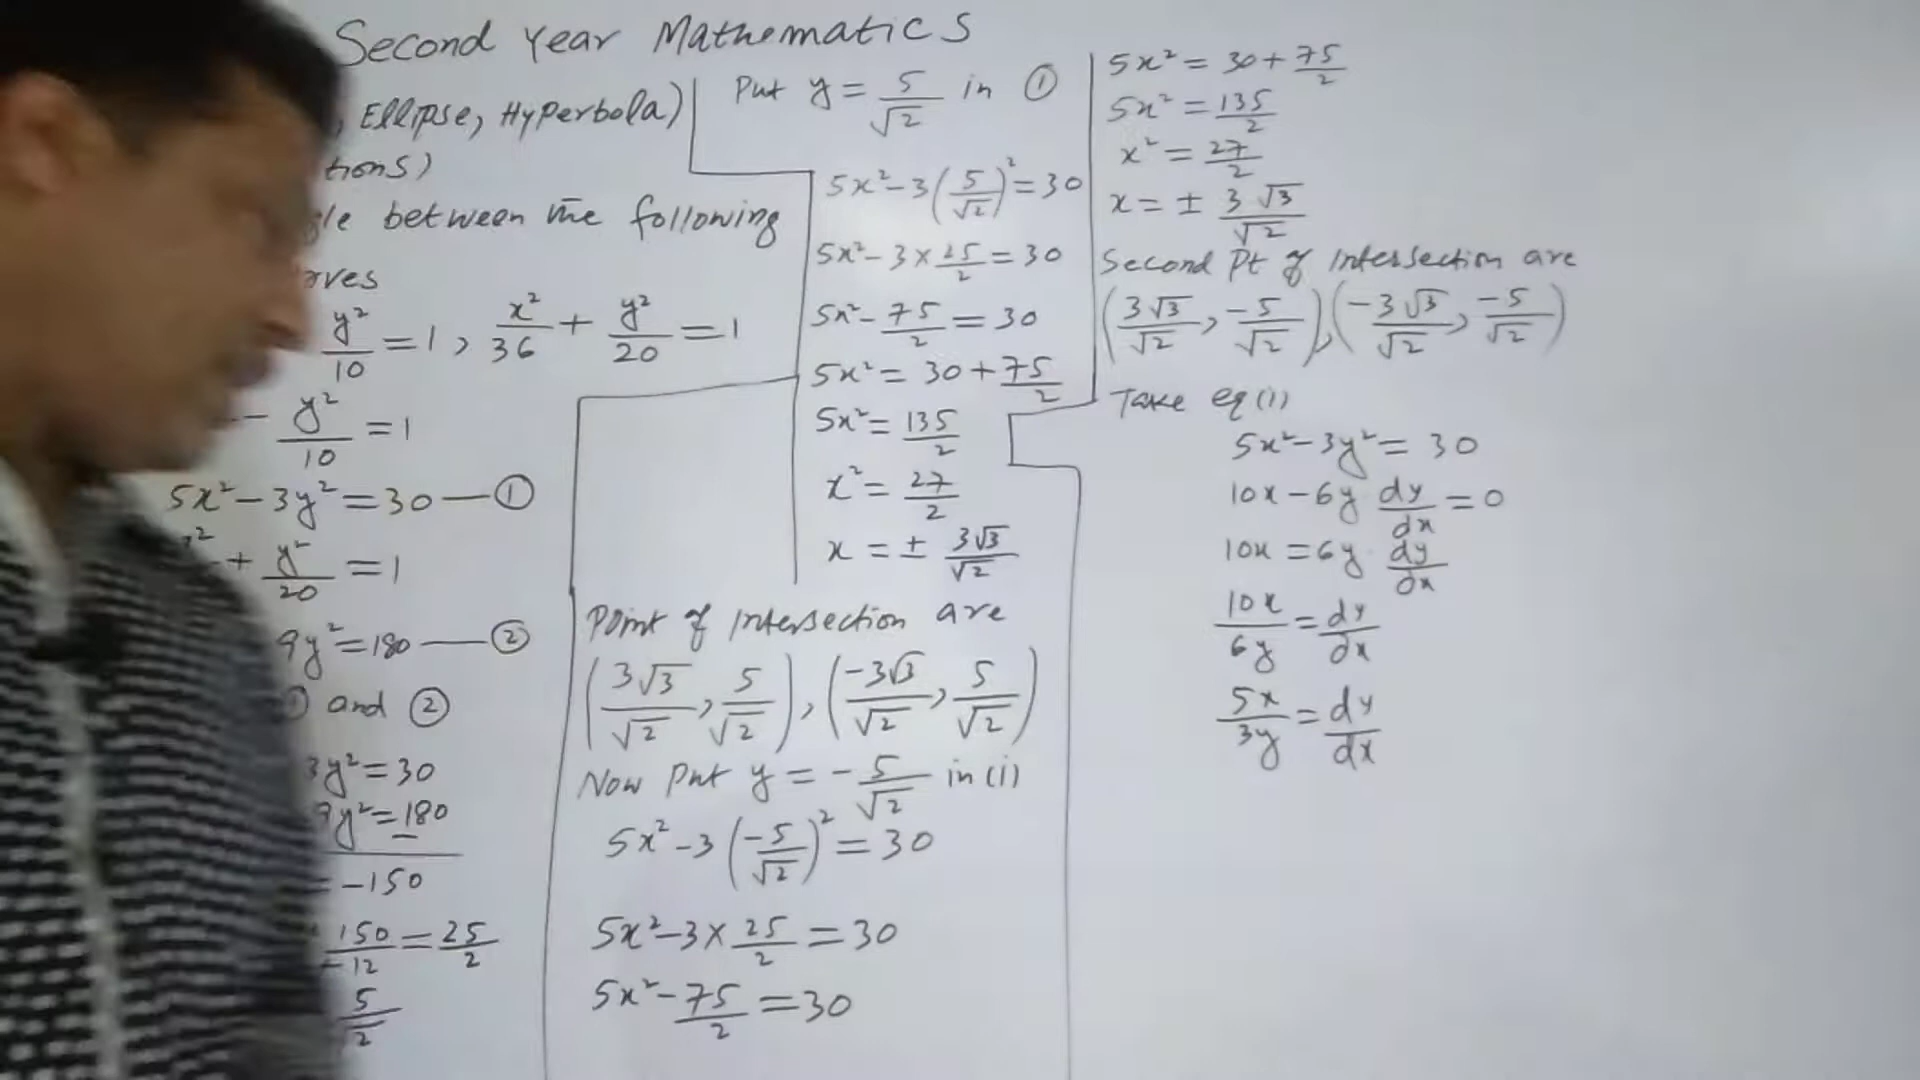 Second Year Mathematics
, Ellipse, Hyperbola)
tions)
gle between the following
rves
y²/10 = 1, x²/36 + y²/20 = 1
- y²/10 = 1
5x² - 3y² = 30 — ①
² + y²/20 = 1
9y² = 180 — ②
① and ②
3y² = 30
9y² = 180
= -150
150/-12 = 25/2
5/√2
Put y = 5/√2 in ①
5x² - 3(5/√2)² = 30
5x² - 3 × 25/2 = 30
5x² - 75/2 = 30
5x² = 30 + 75/2
5x² = 135/2
x² = 27/2
x = ± 3√3/√2
Point of intersection are
(3√3/√2, 5/√2), (-3√3/√2, 5/√2)
Now Put y = -5/√2 in (i)
5x² - 3(-5/√2)² = 30
5x² - 3 × 25/2 = 30
5x² - 75/2 = 30
5x² = 30 + 75/2
5x² = 135/2
x² = 27/2
x = ± 3√3/√2
Second Pt of intersection are
(3√3/√2, -5/√2), (-3√3/√2, -5/√2)
Take eq(i)
5x² - 3y² = 30
10x - 6y dy/dx = 0
10x = 6y dy/dx
10x/6y = dy/dx
5x/3y = dy/dx